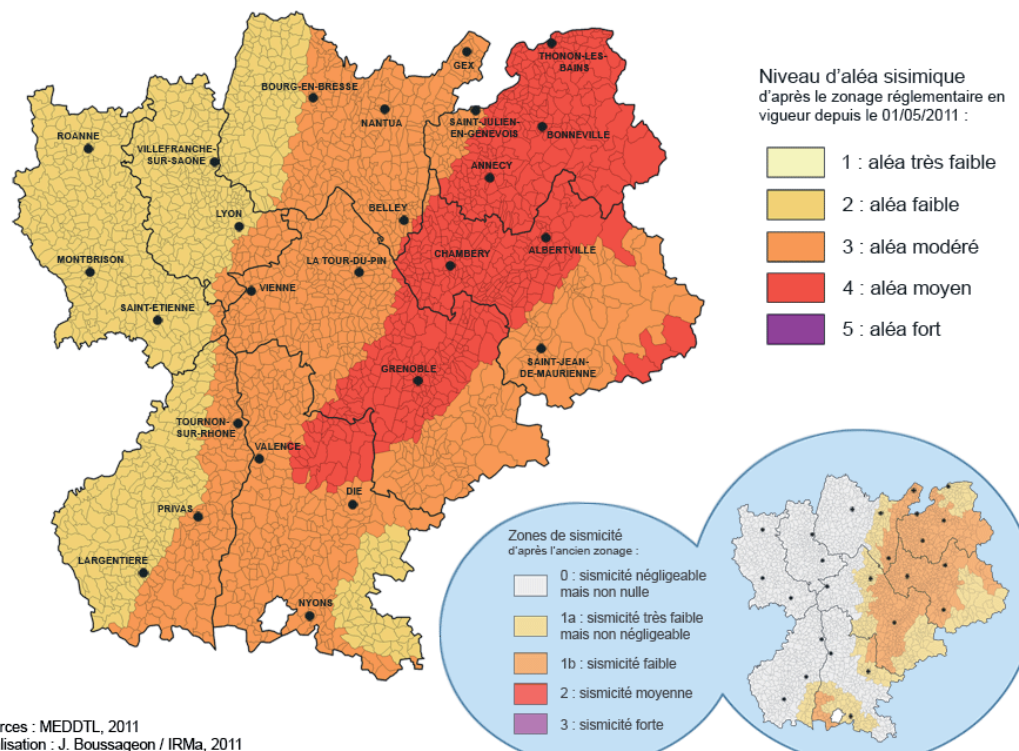 THONON-LES-
BAINS
GEX
BOURG-EN-BRESSE
NANTUA
SAINT-JULIEN-
EN-GENEVOIS
BONNEVILLE
ROANNE
VILLEFRANCHE-
SUR-SAONE
ANNECY
BELLEY
LYON
ALBERTVILLE
CHAMBERY
MONTBRISON
LA TOUR-DU-PIN
VIENNE
SAINT-ETIENNE
SAINT-JEAN-
DE-MAURIENNE
GRENOBLE
TOURNON-
SUR-RHONE
VALENCE
DIE
PRIVAS
LARGENTIERE
NYONS
Niveau d'aléa sisimique
d'après le zonage réglementaire en
vigueur depuis le 01/05/2011 :
1 : aléa très faible
2 : aléa faible
3 : aléa modéré
4 : aléa moyen
5 : aléa fort
Zones de sismicité
d'après l'ancien zonage :
0 : sismicité négligeable
mais non nulle
1a : sismicité très faible
mais non négligeable
1b : sismicité faible
2 : sismicité moyenne
3 : sismicité forte
rces : MEDDTL, 2011
lisation : J. Boussageon / IRMa, 2011